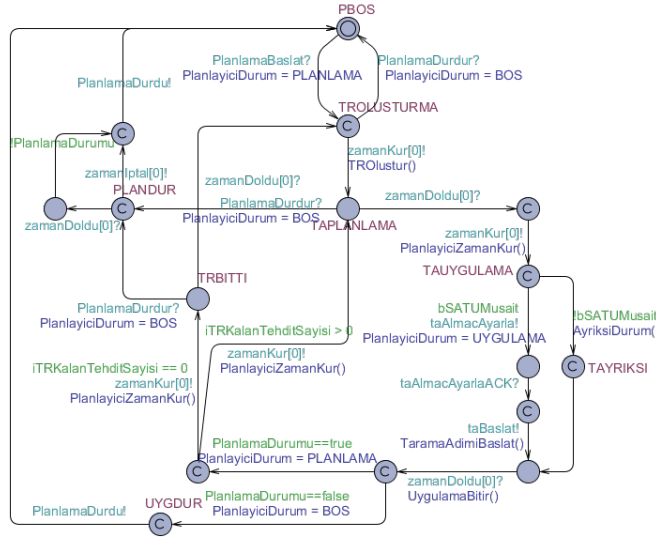 PBOS
PlanlamaBaslat?
PlanlayiciDurum = PLANLAMA
PlanlamaDurdur?
PlanlayiciDurum = BOS
PlanlamaDurdu!
TROLUSTURMA
C
C
!PlanlamaDurumu
zamanKur[0]!
TROlustur()
zamanIptal[0]!
PLANDUR
zamanDoldu[0]?
zamanDoldu[0]?
C
PlanlamaDurdur?
PlanlayiciDurum = BOS
C
zamanDoldu[0]?
TAPLANLAMA
zamanKur[0]!
PlanlayiciZamanKur()
TAUYGULAMA
C
TRBITTI
PlanlamaDurdur?
PlanlayiciDurum = BOS
bSATUMusait
taAlmacAyarla!
PlanlayiciDurum = UYGULAMA
!bSATUMusait
AyriksiDurum()
iTRKalanTehditSayisi > 0
zamanKur[0]!
PlanlayiciZamanKur()
iTRKalanTehditSayisi == 0
zamanKur[0]!
PlanlayiciZamanKur()
C
TAYRIKSI
taAlmacAyarlaACK?
C
taBaslat!
TaramaAdimiBaslat()
PlanlamaDurumu==true
PlanlayiciDurum = PLANLAMA
C
C
zamanDoldu[0]?
UygulamaBitir()
PlanlamaDurumu==false
PlanlayiciDurum = BOS
UYGDUR
PlanlamaDurdu!
C